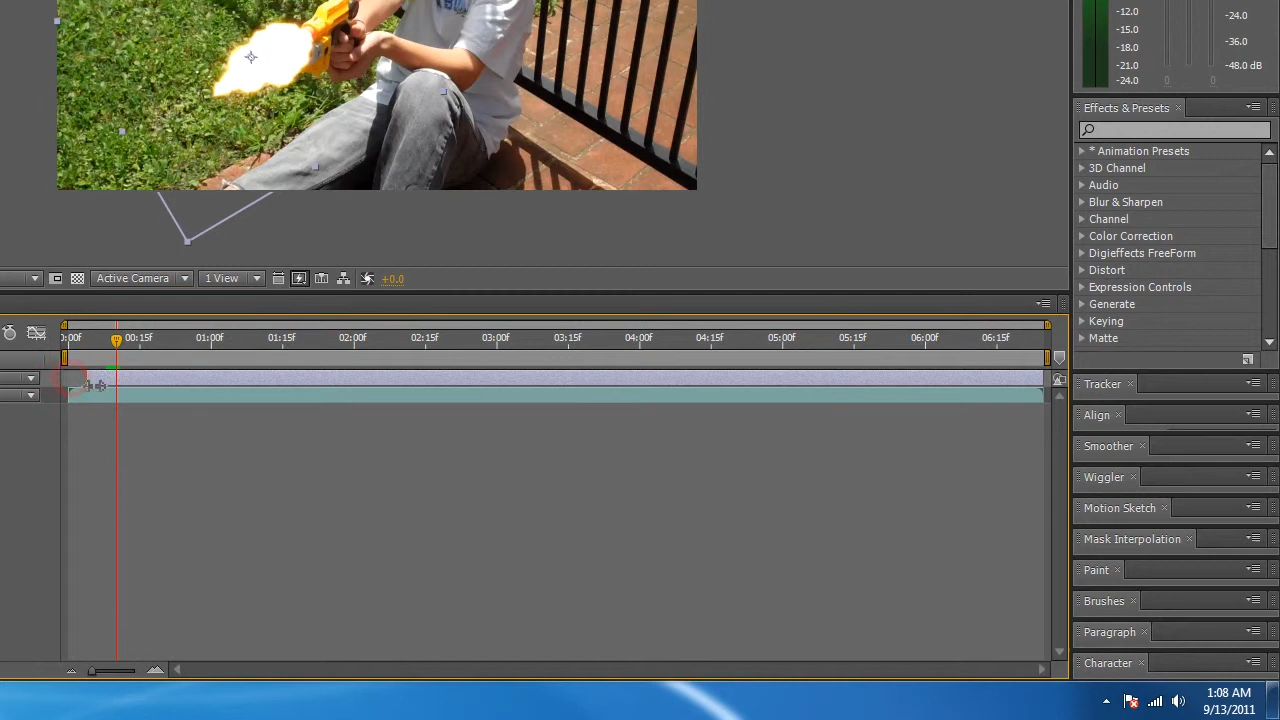 -12.0
-15.0
-18.0
-21.0
-24.0
0
-24.0
-36.0
-48.0 dB
0
Effects & Presets
* Animation Presets
3D Channel
Audio
Blur & Sharpen
Channel
Color Correction
Digieffects FreeForm
Distort
Expression Controls
Generate
Keying
Matte
Active Camera
1 View
+0.0
0:00f 00:15f 01:00f 01:15f 02:00f 02:15f 03:00f 03:15f 04:00f 04:15f 05:00f 05:15f 06:00f 06:15f
Tracker
Align
Smoother
Wiggler
Motion Sketch
Mask Interpolation
Paint
Brushes
Paragraph
Character
1:08 AM
9/13/2011